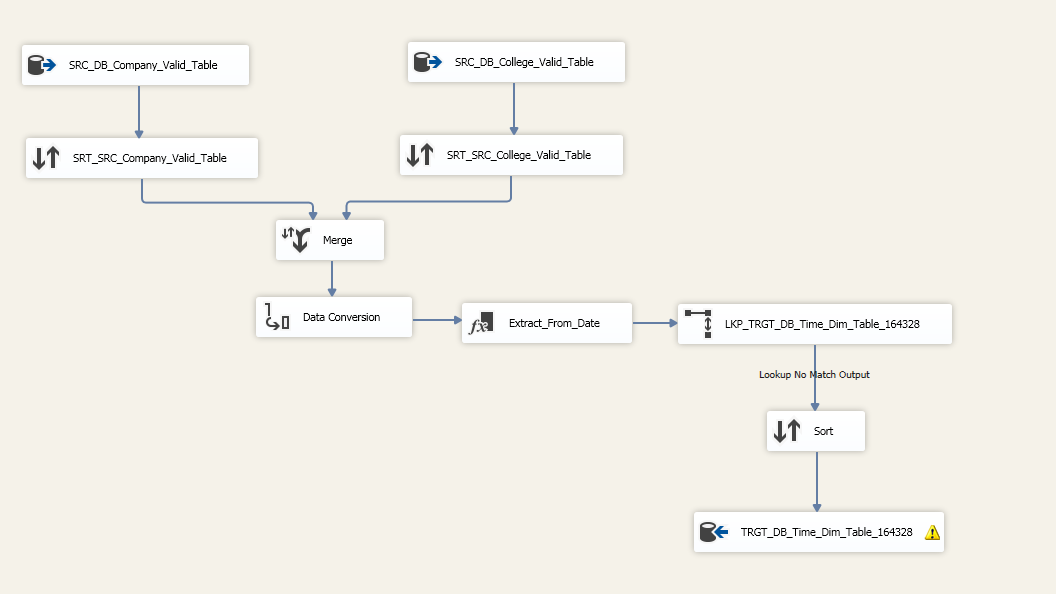 SRC_DB_Company_Valid_Table
SRC_DB_College_Valid_Table
SRT_SRC_Company_Valid_Table
SRT_SRC_College_Valid_Table
Merge
Data Conversion
Extract_From_Date
LKP_TRGT_DB_Time_Dim_Table_164328
Lookup No Match Output
Sort
TRGT_DB_Time_Dim_Table_164328